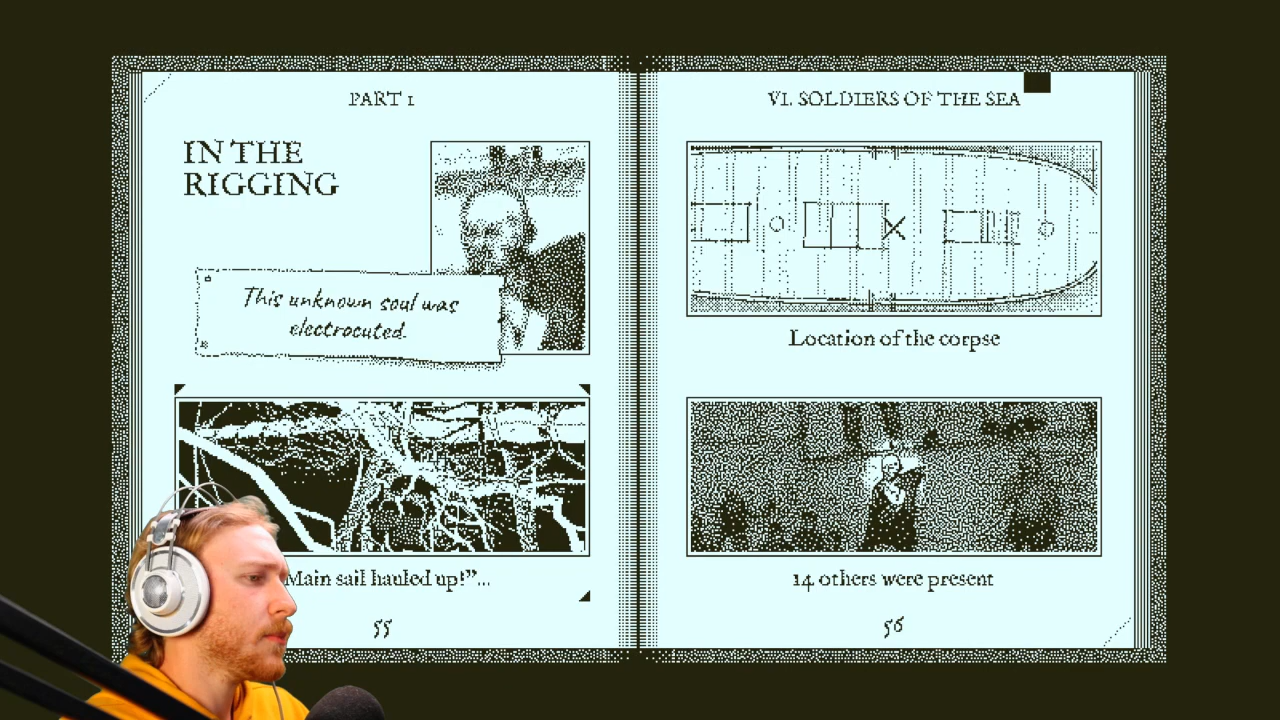 PART 1
IN THE
RIGGING
This unknown soul was
electrocuted.
Main sail hauled up!”...
55
VI. SOLDIERS OF THE SEA
Location of the corpse
14 others were present
56